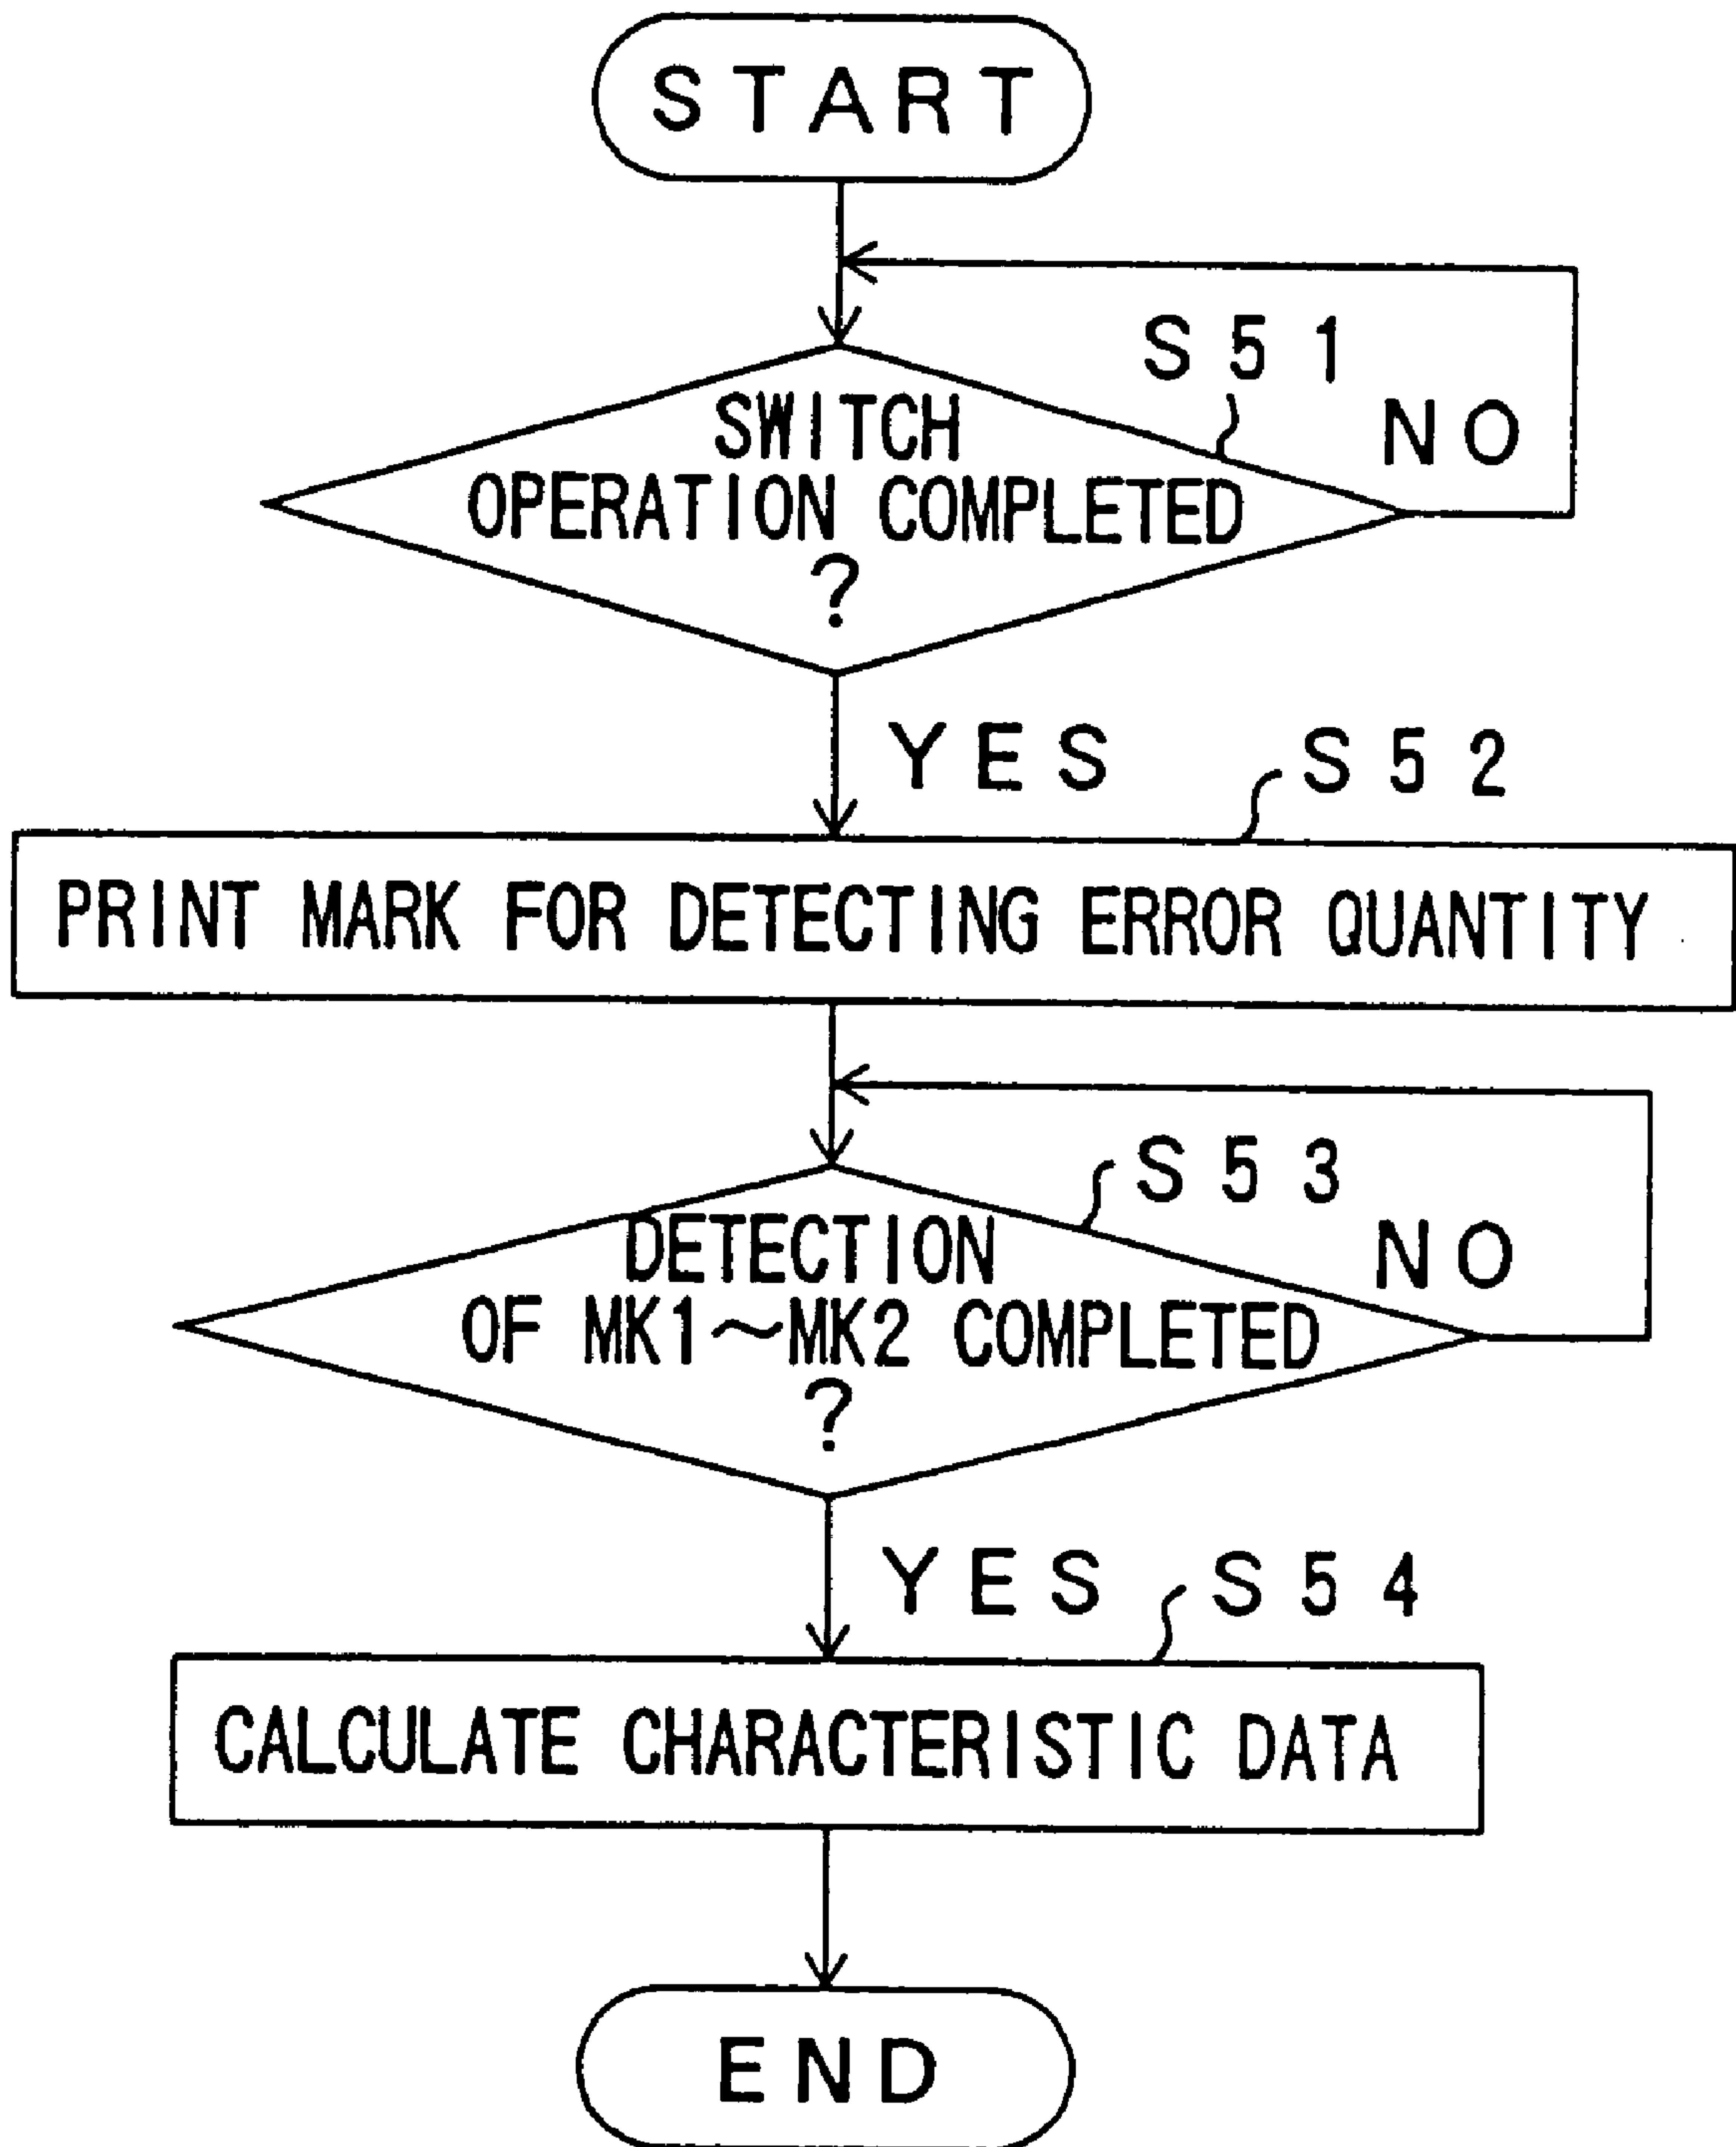 START
S51
SWITCH
NO
OPERATION COMPLETED
?
YES
S52
PRINT MARK FOR DETECTING ERROR QUANTITY
S53
DETECTION
NO
OF MK1~MK2 COMPLETED
?
YES
S54
CALCULATE CHARACTERISTIC DATA
END